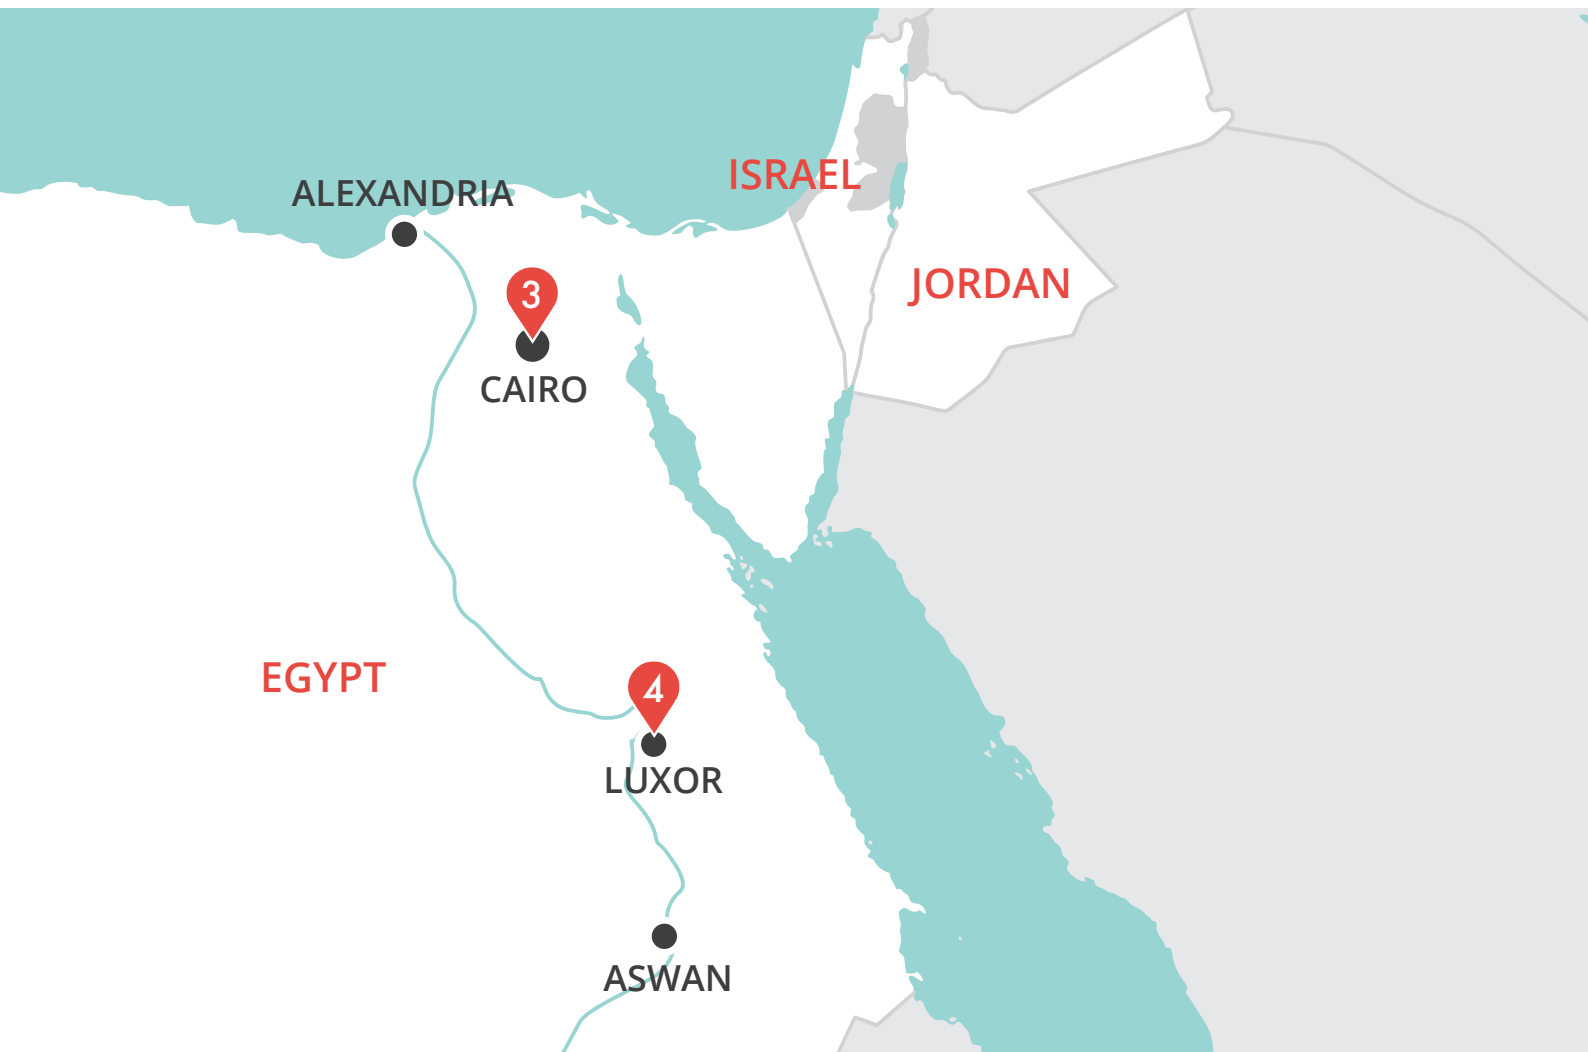 ISRAEL
ALEXANDRIA
JORDAN
3
CAIRO
EGYPT
4
LUXOR
ASWAN